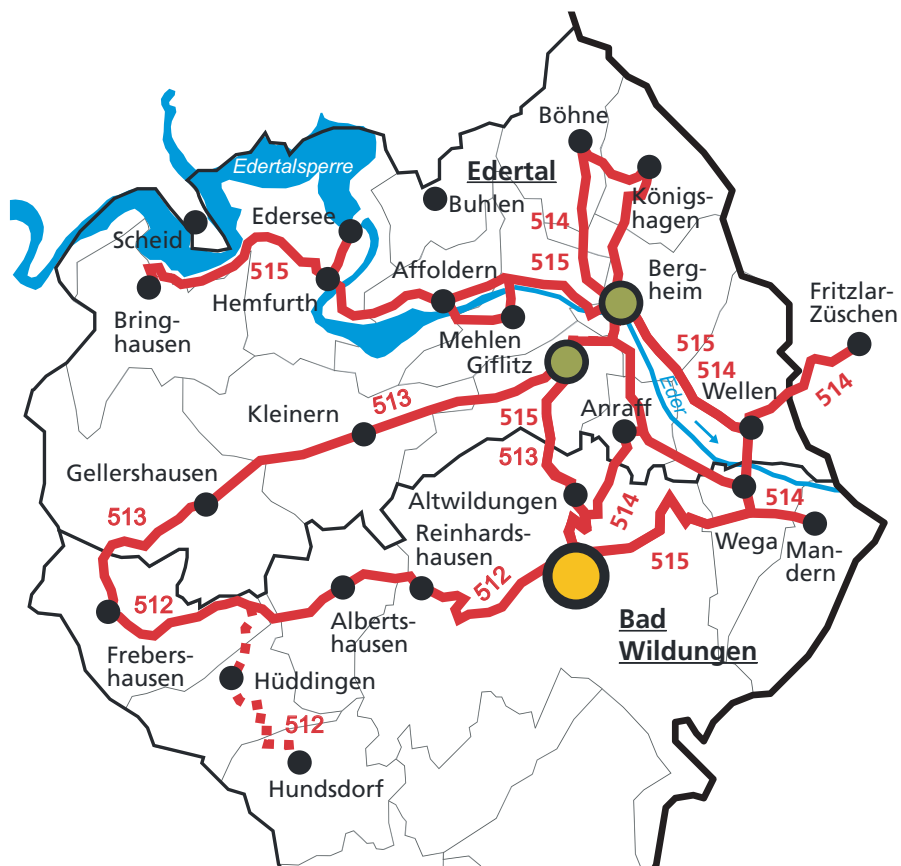 Böhne
Edertalsperre
Edertal
Königs-
hagen
Buhlen
Edersee
514
Scheid
515
Affoldern
515
Berg-
heim
Hemfurth
Fritzlar-
Züschen
Bring-
hausen
Mehlen
Giflitz
515
514
Wellen
514
Eder
513
Kleinern
515
Anraff
513
Gellershausen
Altwildungen
514
514
513
Reinhards-
hausen
Wega
Man-
dern
515
512
512
Alberts-
hausen
Bad
Wildungen
Frebers-
hausen
Hüddingen
512
Hundsdorf